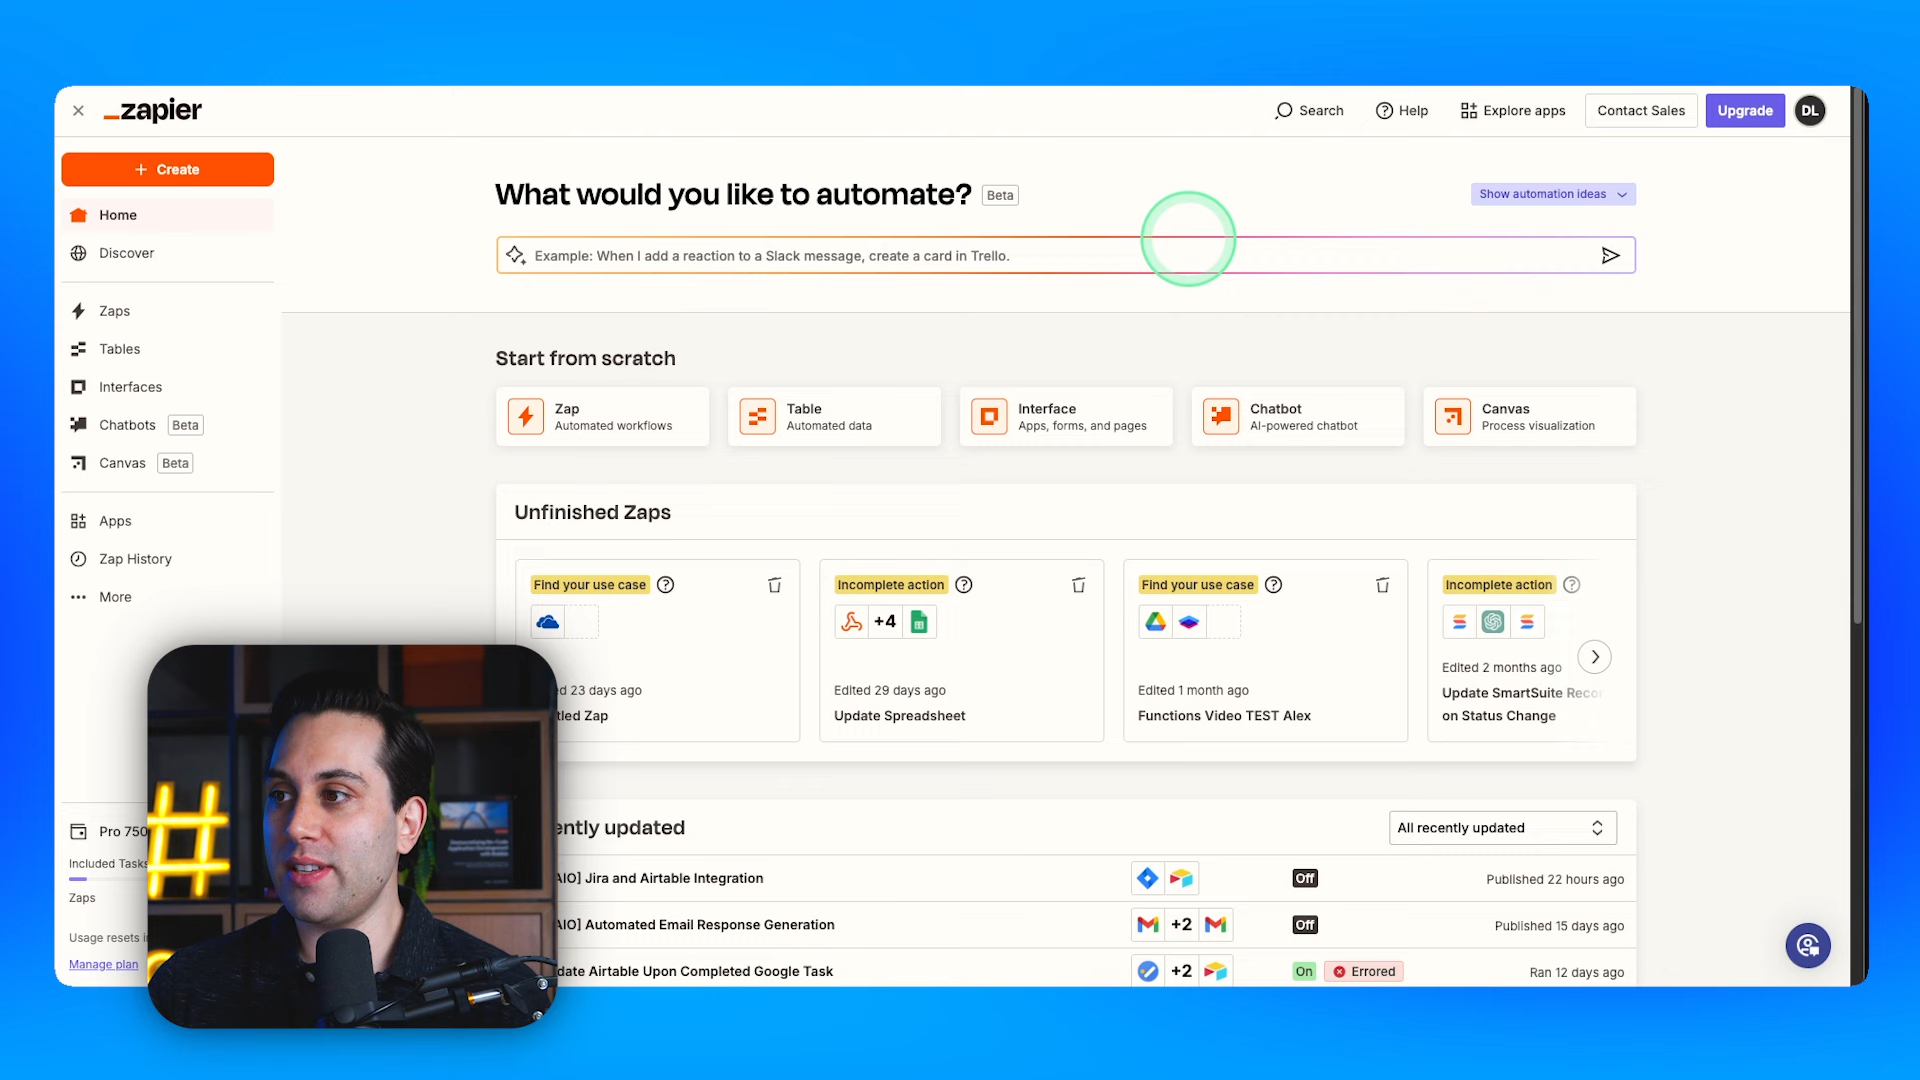 zapier
Search
Help
Explore apps
Contact Sales
Upgrade
DL
+ Create
Home
Discover
Zaps
Tables
Interfaces
Chatbots Beta
Canvas Beta
Apps
Zap History
More
Pro 750
Included Tasks
Zaps
Usage resets i
Manage plan
What would you like to automate? Beta
Show automation ideas
Example: When I add a reaction to a Slack message, create a card in Trello.
Start from scratch
Zap
Automated workflows
Table
Automated data
Interface
Apps, forms, and pages
Chatbot
AI-powered chatbot
Canvas
Process visualization
Unfinished Zaps
Find your use case
ed 23 days ago
tled Zap
Incomplete action
+4
Edited 29 days ago
Update Spreadsheet
Find your use case
Edited 1 month ago
Functions Video TEST Alex
Incomplete action
Edited 2 months ago
Update SmartSuite Reco
on Status Change
ently updated
All recently updated
AIO] Jira and Airtable Integration
Off
Published 22 hours ago
AIO] Automated Email Response Generation
+2
Off
Published 15 days ago
date Airtable Upon Completed Google Task
+2
On
Errored
Ran 12 days ago
#